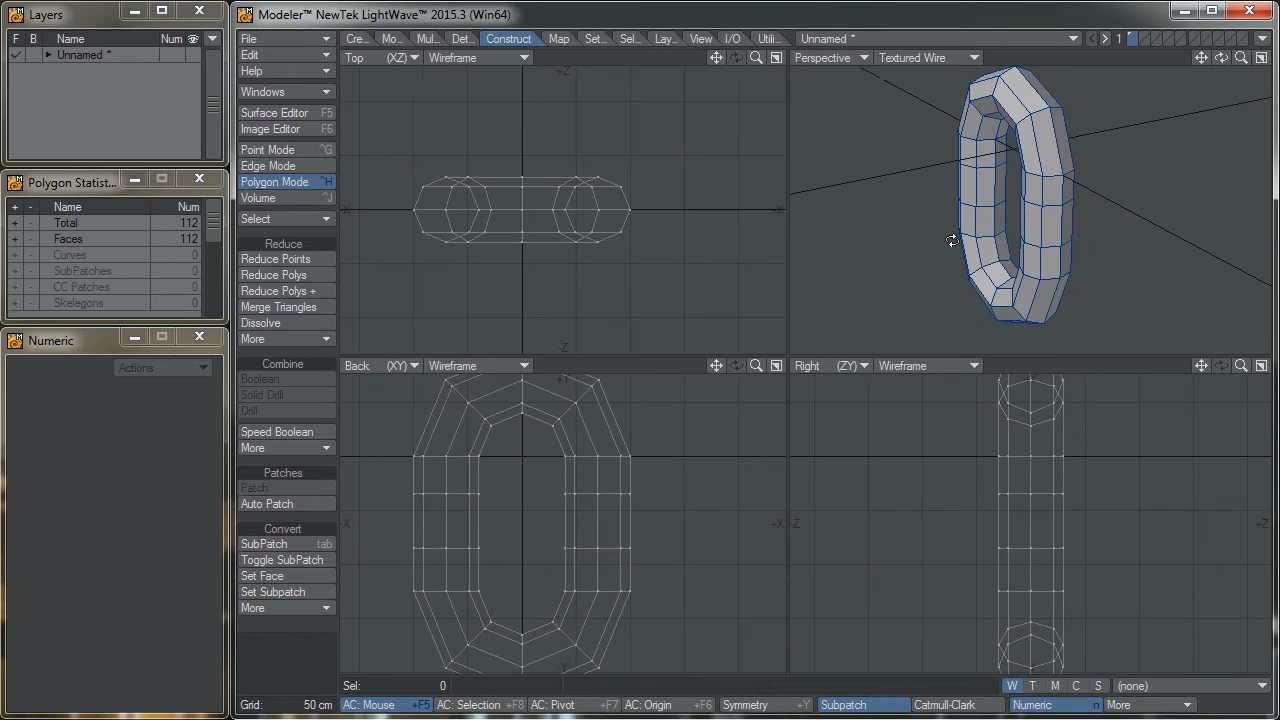 Layers
Modeler™ NewTek LightWave™ 2015.3 (Win64)
F B Name Num
Unnamed *
File
Edit
Help
Windows
Surface Editor F5
Image Editor F6
Point Mode ^G
Edge Mode
Polygon Mode ^H
Volume ^J
Select
Reduce
Reduce Points
Reduce Polys
Reduce Polys +
Merge Triangles
Dissolve
More
Combine
Boolean
Solid Drill
Drill
Speed Boolean
More
Patches
Patch
Auto Patch
Convert
SubPatch tab
Toggle SubPatch
Set Face
Set Subpatch
More
Cre... Mo... Mul... Det... Construct Map Set... Sel... Lay... View I/O Utili... Unnamed * 1
Top (XZ) Wireframe
Perspective Textured Wire
+Z
-X +X
-Z
Back (XY) Wireframe
Right (ZY) Wireframe
+Y
-X +X
-Z +Z
-Y
Polygon Statist...
+ - Name Num
+ - Total 112
+ - Faces 112
+ - Curves 0
+ - SubPatches 0
+ - CC Patches 0
+ - Skelegons 0
Numeric
Actions
Sel: 0
W T M C S (none)
Grid: 50 cm AC: Mouse +F5 AC: Selection +F8 AC: Pivot +F7 AC: Origin +F6 Symmetry +Y Subpatch Catmull-Clark Numeric n More